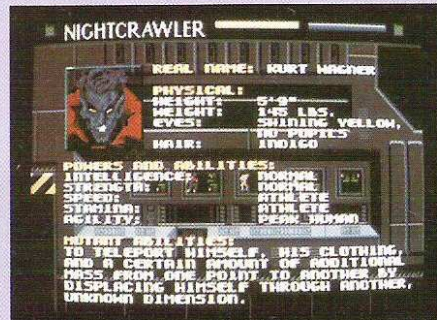 NIGHTCRAWLER
REAL NAME: KURT WAGNER
PHYSICAL:
HEIGHT: 5'9"
WEIGHT: 145 LBS.
EYES: SHINING YELLOW,
NO PUPILS
HAIR: INDIGO
POWERS AND ABILITIES:
INTELLIGENCE: NORMAL
STRENGTH: NORMAL
SPEED: ATHLETE
STAMINA: ATHLETE
AGILITY: PEAK HUMAN
MUTANT ABILITIES:
TO TELEPORT HIMSELF, HIS CLOTHING,
AND A CERTAIN AMOUNT OF ADDITIONAL
MASS FROM ONE POINT TO ANOTHER BY
DISPLACING HIMSELF THROUGH ANOTHER,
UNKNOWN DIMENSION.